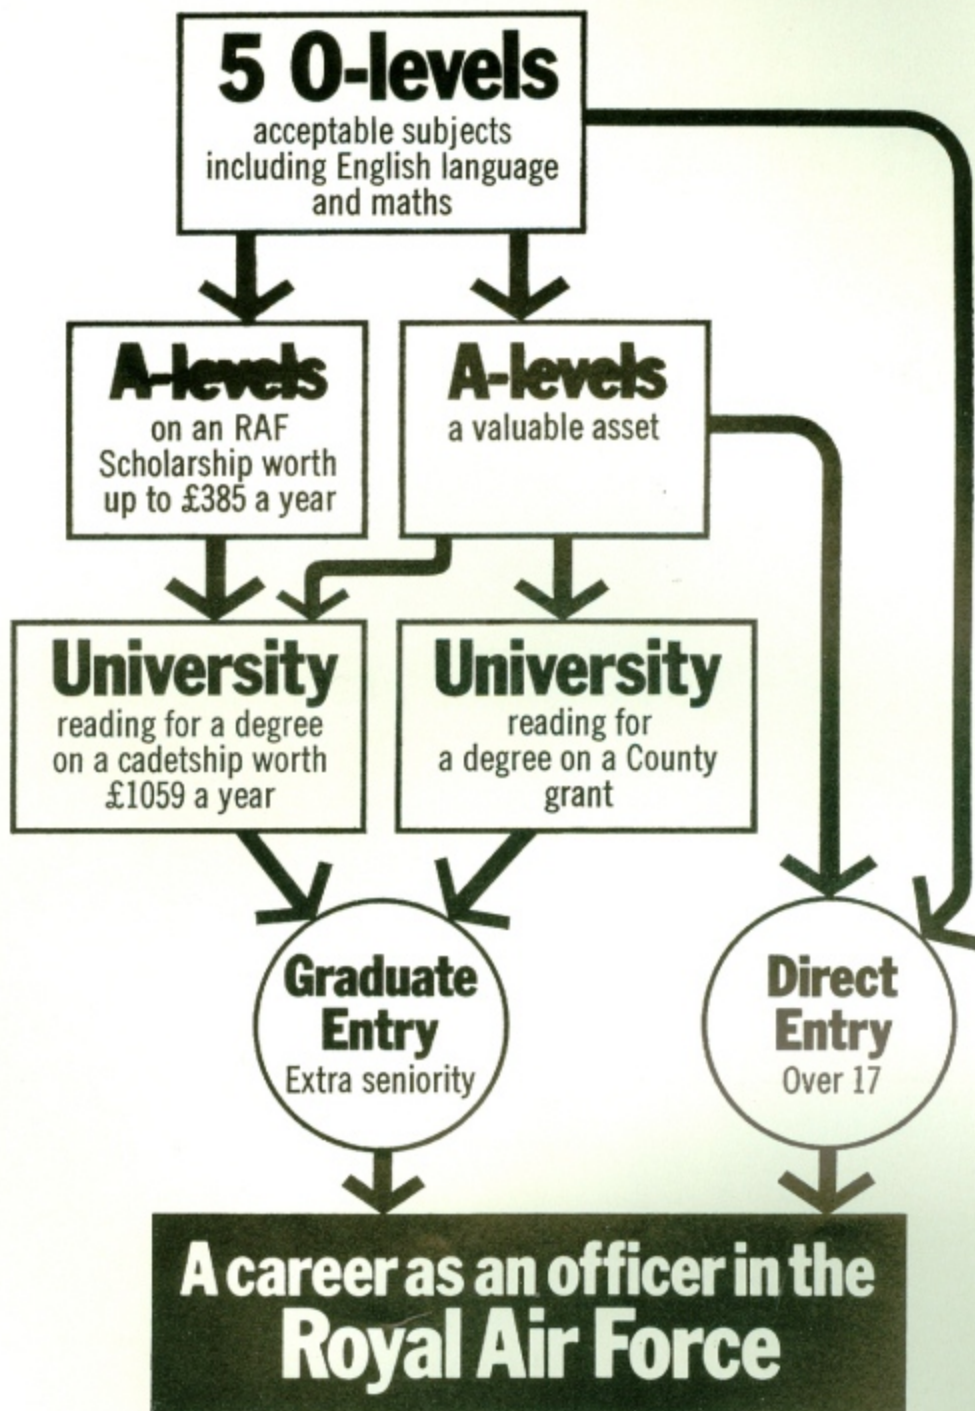 5 O-levels
acceptable subjects
including English language
and maths
A-levels
on an RAF
Scholarship worth
up to £385 a year
A-levels
a valuable asset
University
reading for a degree
on a cadetship worth
£1059 a year
University
reading for
a degree on a County
grant
Graduate
Entry
Extra seniority
Direct
Entry
Over 17
A career as an officer in the
Royal Air Force